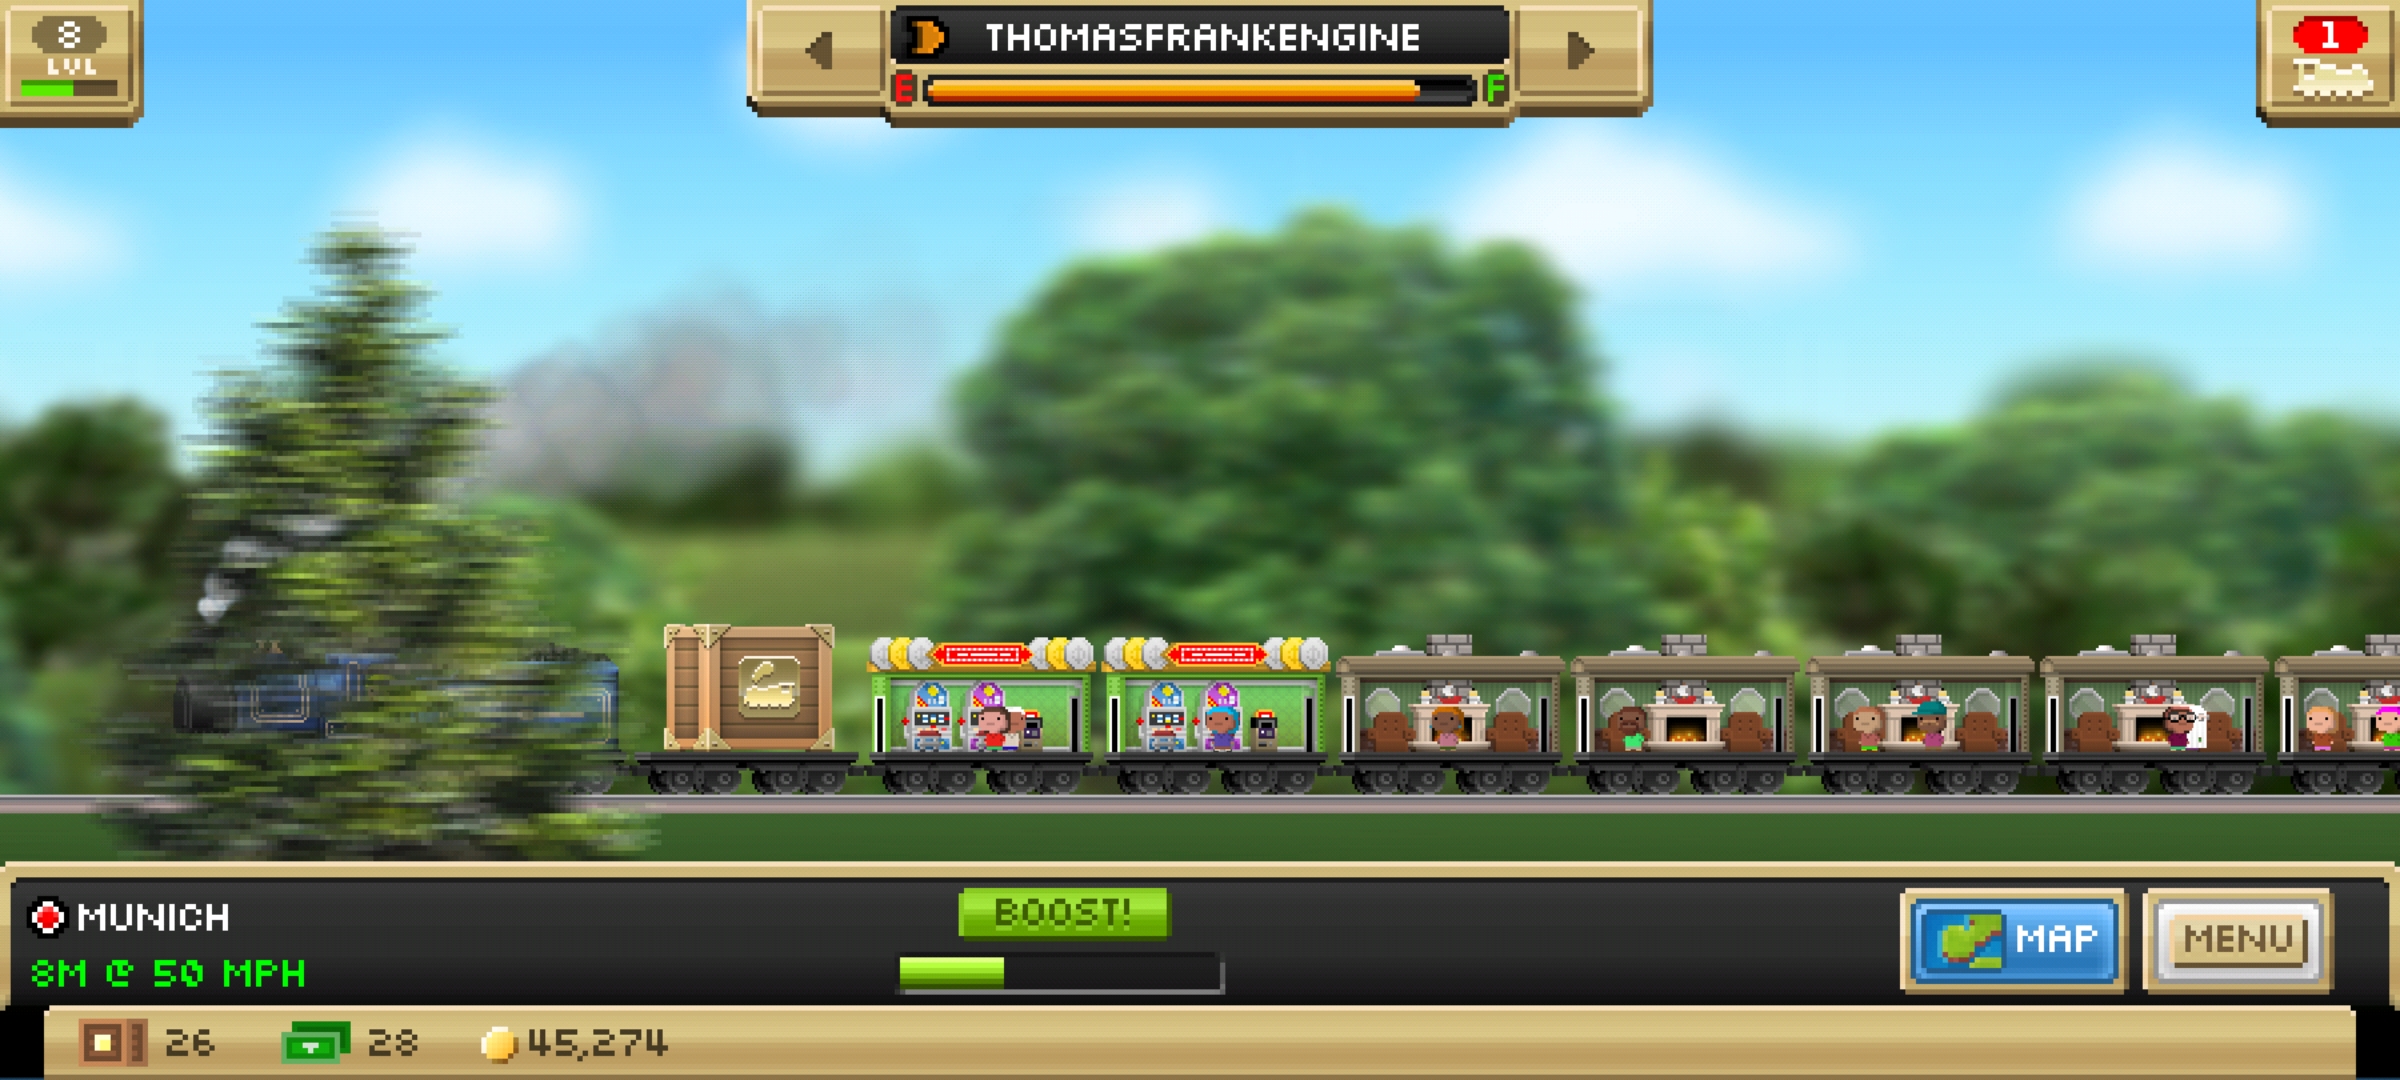 8
LVL
THOMASFRANKENGINE
E F
1
MUNICH
8M @ 50 MPH
BOOST!
MAP
MENU
26
28
45,274